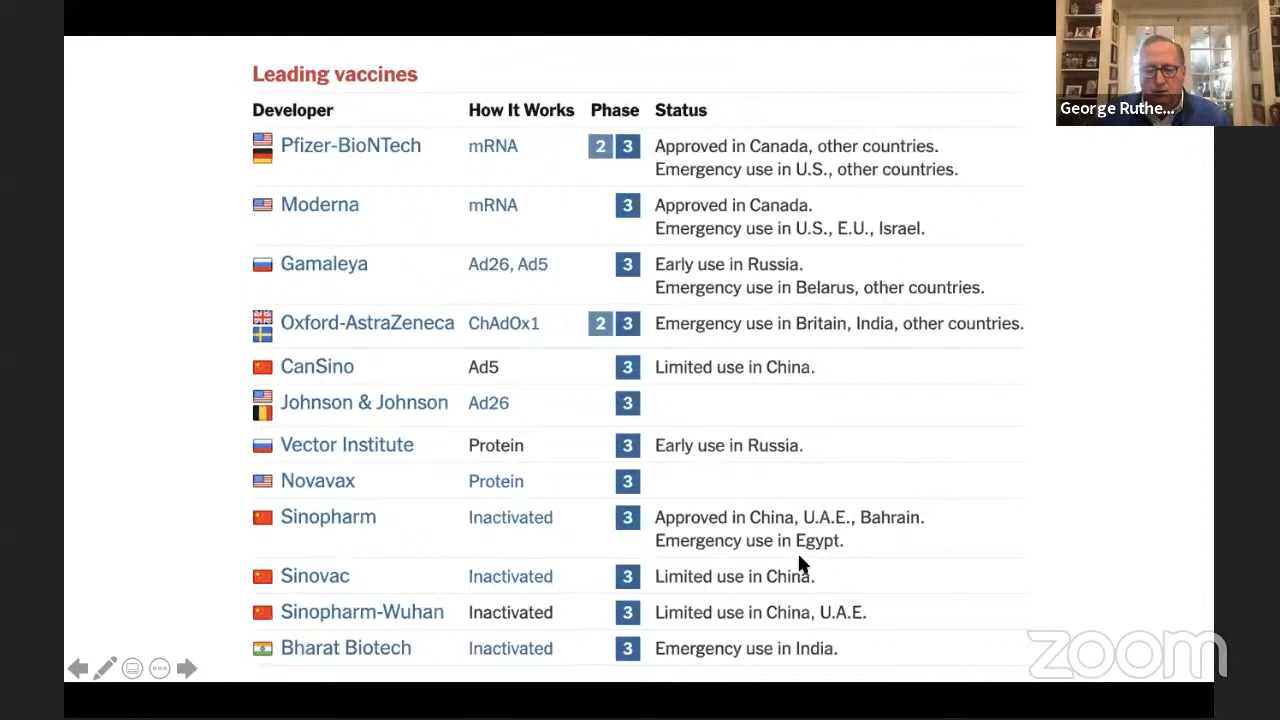 Leading vaccines
Developer How It Works Phase Status
Pfizer-BioNTech mRNA 2 3 Approved in Canada, other countries.
Emergency use in U.S., other countries.
Moderna mRNA 3 Approved in Canada.
Emergency use in U.S., E.U., Israel.
Gamaleya Ad26, Ad5 3 Early use in Russia.
Emergency use in Belarus, other countries.
Oxford-AstraZeneca ChAdOx1 2 3 Emergency use in Britain, India, other countries.
CanSino Ad5 3 Limited use in China.
Johnson & Johnson Ad26 3
Vector Institute Protein 3 Early use in Russia.
Novavax Protein 3
Sinopharm Inactivated 3 Approved in China, U.A.E., Bahrain.
Emergency use in Egypt.
Sinovac Inactivated 3 Limited use in China.
Sinopharm-Wuhan Inactivated 3 Limited use in China, U.A.E.
Bharat Biotech Inactivated 3 Emergency use in India.
George Ruthe...
zoom